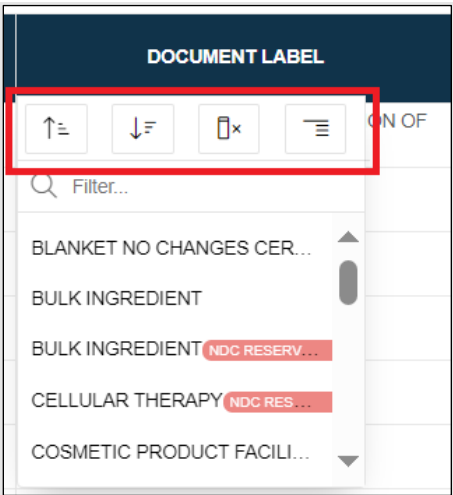 DOCUMENT LABEL
ON OF
Filter...
BLANKET NO CHANGES CER...
BULK INGREDIENT
BULK INGREDIENT NDC RESERV...
CELLULAR THERAPY NDC RES...
COSMETIC PRODUCT FACILI...